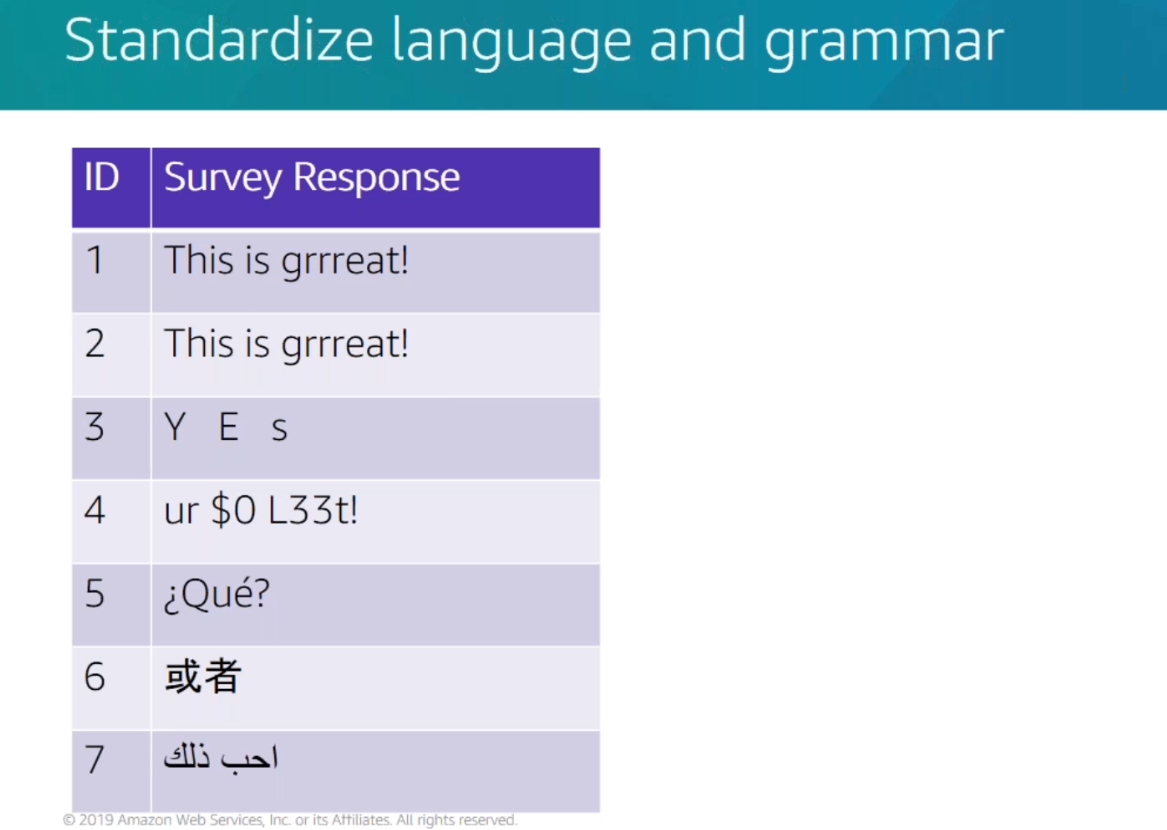 Standardize language and grammar
ID Survey Response
1 This is grrreat!
2 This is grrreat!
3 Y E s
4 ur $0 L33t!
5 ¿Qué?
6 或者
7 احب ذلك
© 2019 Amazon Web Services, Inc. or its Affiliates. All rights reserved.